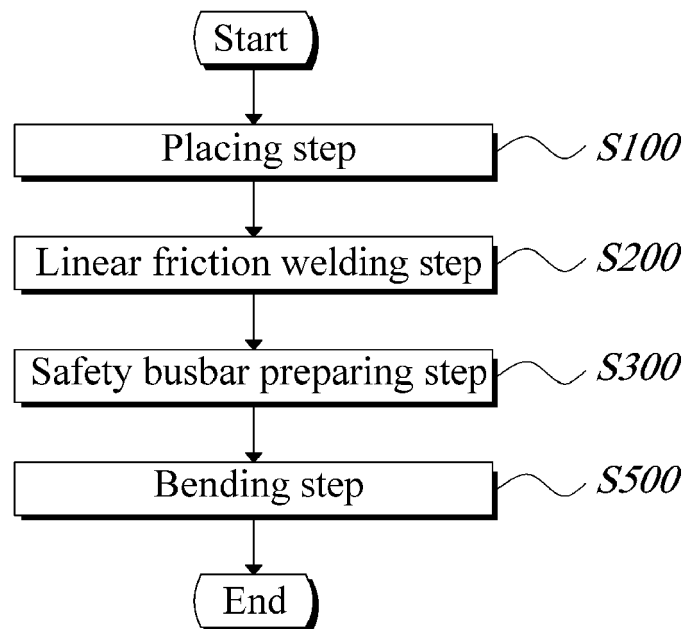 Start
Placing step S100
Linear friction welding step S200
Safety busbar preparing step S300
Bending step S500
End